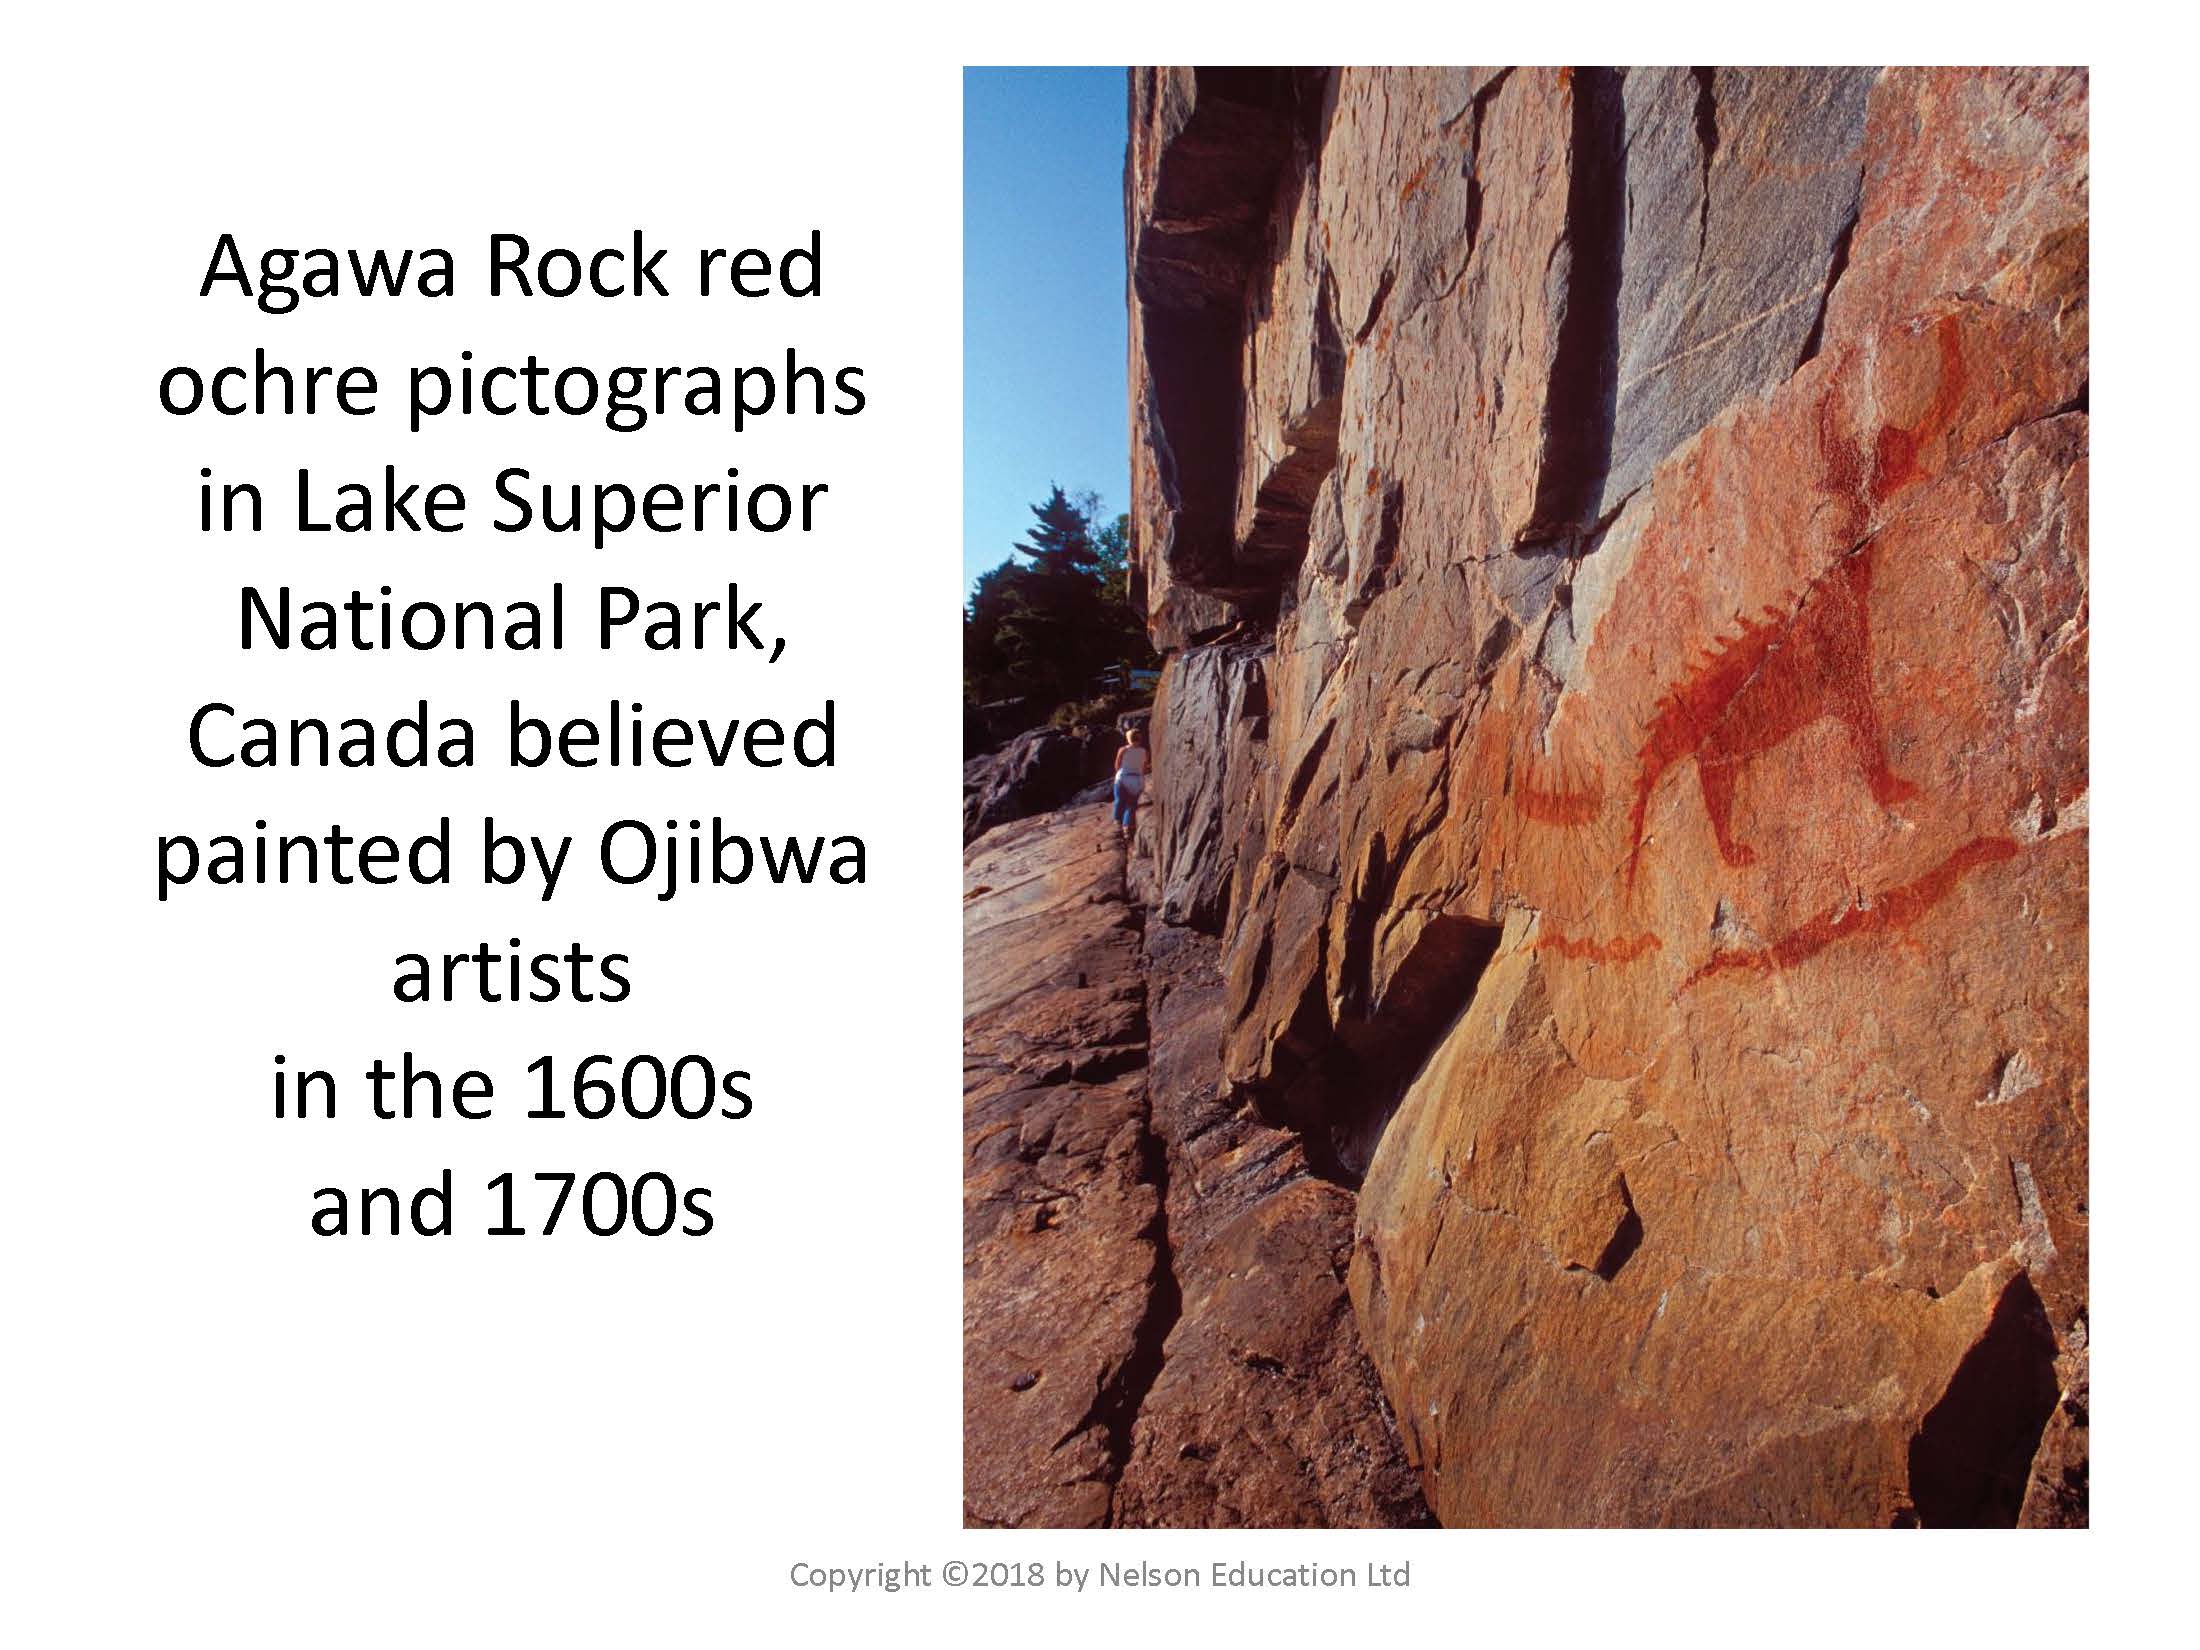 Agawa Rock red
ochre pictographs
in Lake Superior
National Park,
Canada believed
painted by Ojibwa
artists
in the 1600s
and 1700s
Copyright ©2018 by Nelson Education Ltd